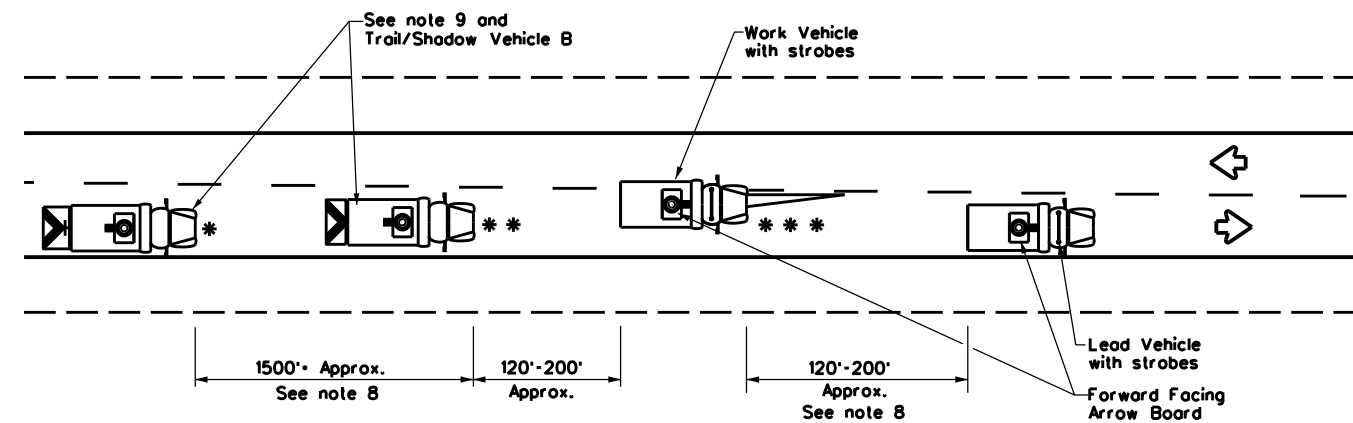 See note 9 and
Trail/Shadow Vehicle B
Work Vehicle
with strobes
*
* *
* * *
1500'+ Approx.
See note 8
120'-200'
Approx.
120'-200'
Approx.
See note 8
Lead Vehicle
with strobes
Forward Facing
Arrow Board